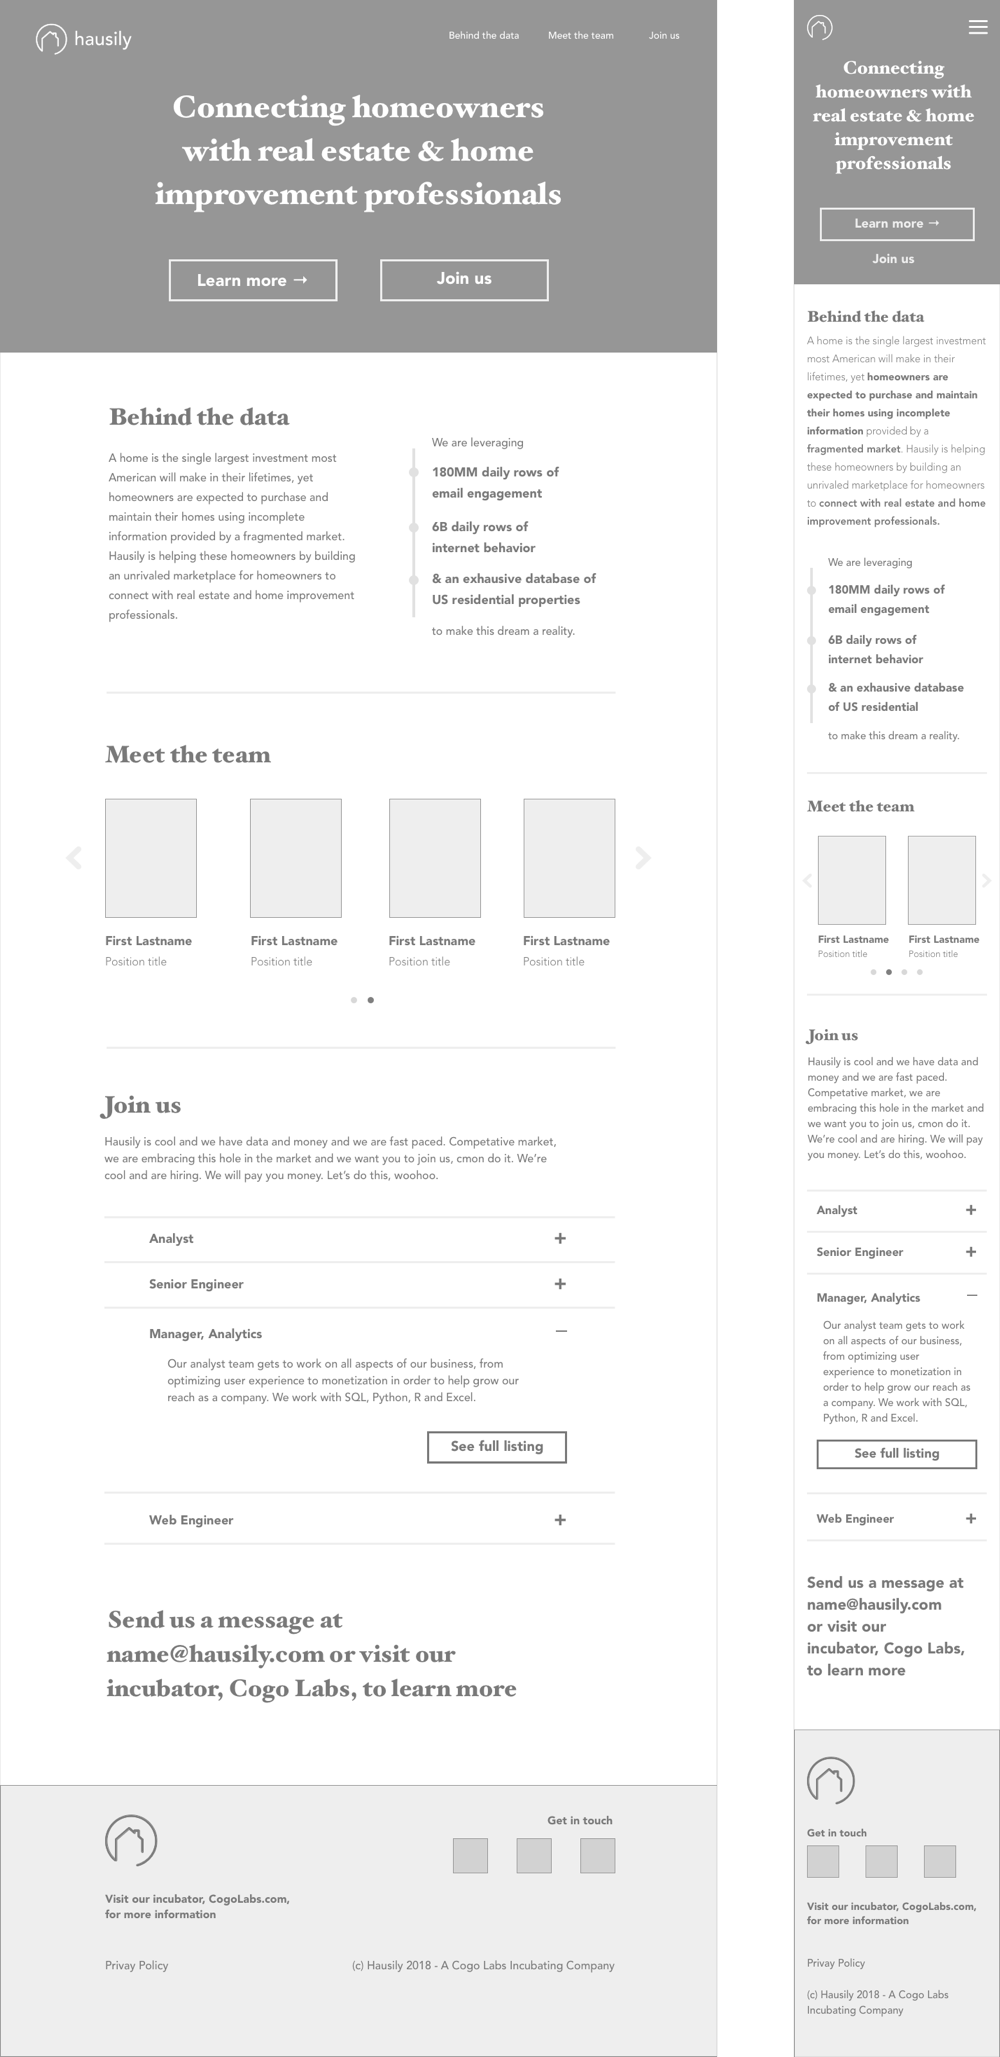 hausily
Behind the data
Meet the team
Join us
Connecting homeowners
with real estate & home
improvement professionals
Learn more →
Join us
Behind the data
A home is the single largest investment most
American will make in their lifetimes, yet
homeowners are expected to purchase and
maintain their homes using incomplete
information provided by a fragmented market.
Hausily is helping these homeowners by building
an unrivaled marketplace for homeowners to
connect with real estate and home improvement
professionals.
We are leveraging
180MM daily rows of
email engagement
6B daily rows of
internet behavior
& an exhausive database of
US residential properties
to make this dream a reality.
Meet the team
First Lastname
Position title
First Lastname
Position title
First Lastname
Position title
First Lastname
Position title
Join us
Hausily is cool and we have data and money and we are fast paced. Competative market,
we are embracing this hole in the market and we want you to join us, cmon do it. We're
cool and are hiring. We will pay you money. Let's do this, woohoo.
Analyst +
Senior Engineer +
Manager, Analytics —
Our analyst team gets to work on all aspects of our business, from
optimizing user experience to monetization in order to help grow our
reach as a company. We work with SQL, Python, R and Excel.
See full listing
Web Engineer +
Send us a message at
name@hausily.com or visit our
incubator, Cogo Labs, to learn more
Get in touch
Visit our incubator, CogoLabs.com,
for more information
Privay Policy
(c) Hausily 2018 - A Cogo Labs Incubating Company
Connecting
homeowners with
real estate & home
improvement
professionals
Learn more →
Join us
Behind the data
A home is the single largest investment
most American will make in their
lifetimes, yet homeowners are
expected to purchase and maintain
their homes using incomplete
information provided by a
fragmented market. Hausily is helping
these homeowners by building an
unrivaled marketplace for homeowners
to connect with real estate and home
improvement professionals.
We are leveraging
180MM daily rows of
email engagement
6B daily rows of
internet behavior
& an exhausive database
of US residential
to make this dream a reality.
Meet the team
First Lastname
Position title
First Lastname
Position title
Join us
Hausily is cool and we have data and
money and we are fast paced.
Competative market, we are
embracing this hole in the market and
we want you to join us, cmon do it.
We're cool and are hiring. We will pay
you money. Let's do this, woohoo.
Analyst +
Senior Engineer +
Manager, Analytics —
Our analyst team gets to work
on all aspects of our business,
from optimizing user
experience to monetization in
order to help grow our reach as
a company. We work with SQL,
Python, R and Excel.
See full listing
Web Engineer +
Send us a message at
name@hausily.com
or visit our
incubator, Cogo Labs,
to learn more
Get in touch
Visit our incubator, CogoLabs.com,
for more information
Privay Policy
(c) Hausily 2018 - A Cogo Labs
Incubating Company